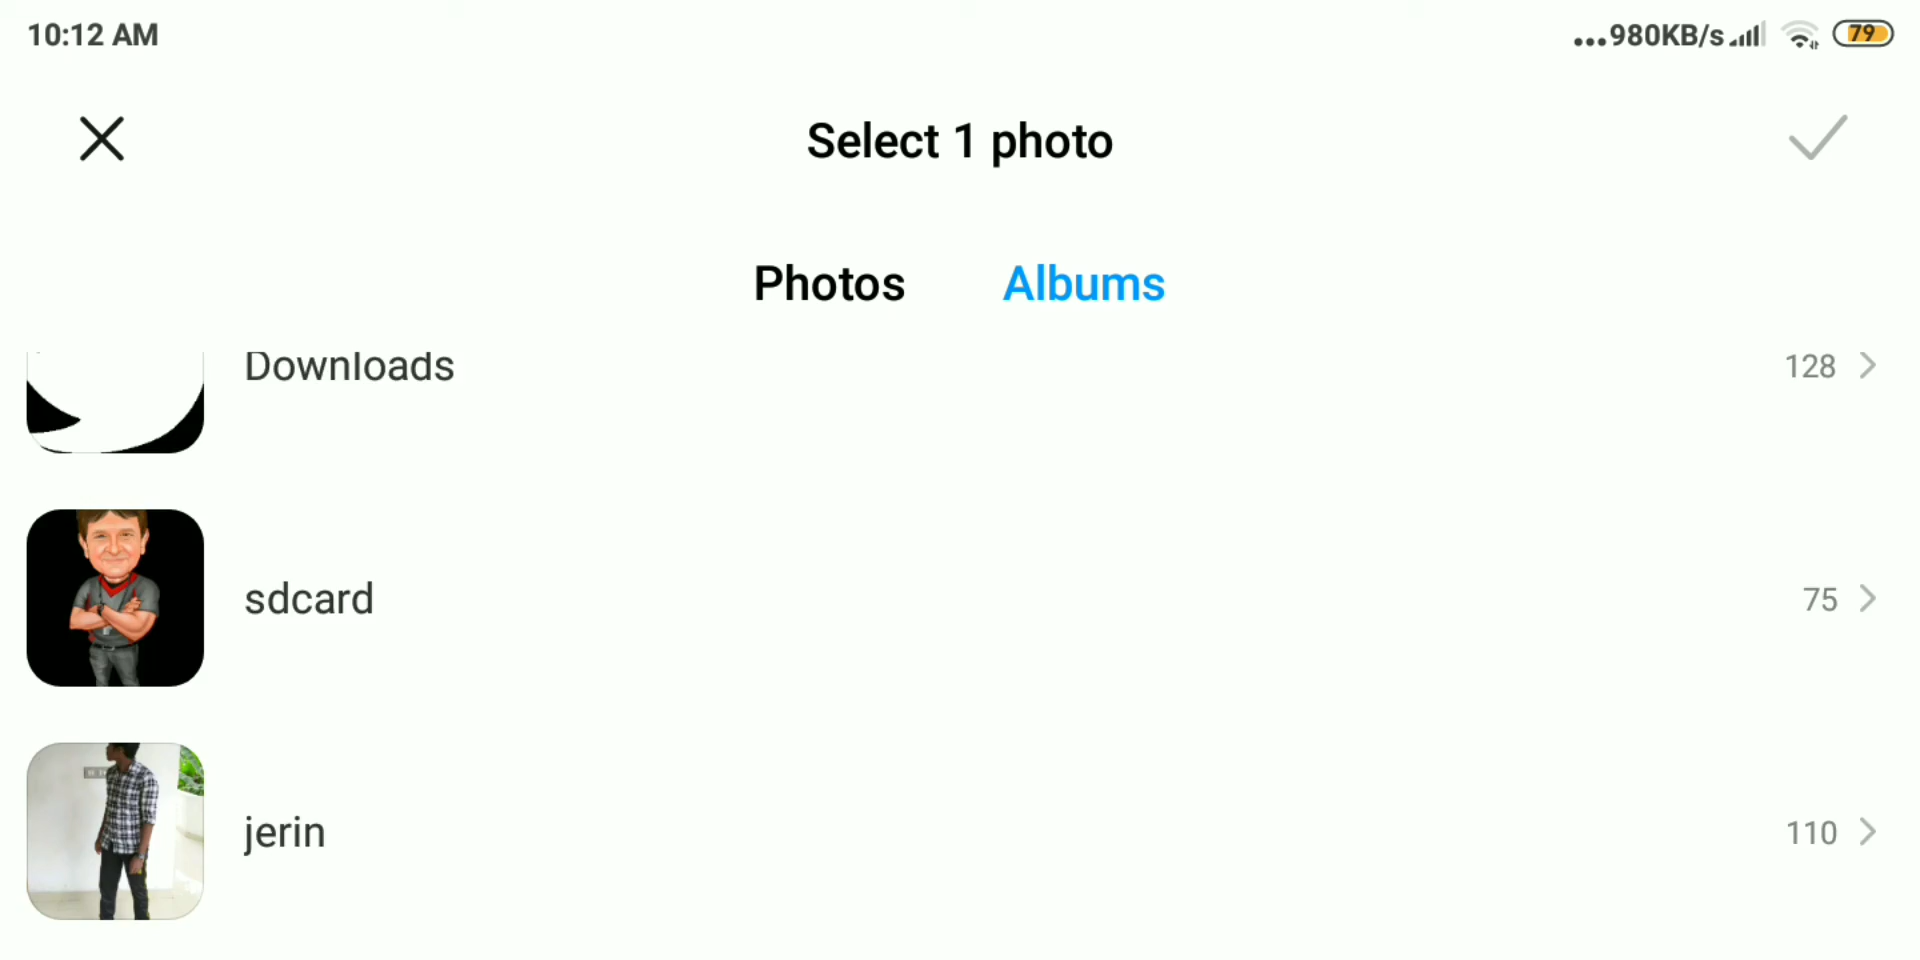 10:12 AM
...980KB/s
79
Select 1 photo
Photos
Albums
Downloads
128
sdcard
75
jerin
110